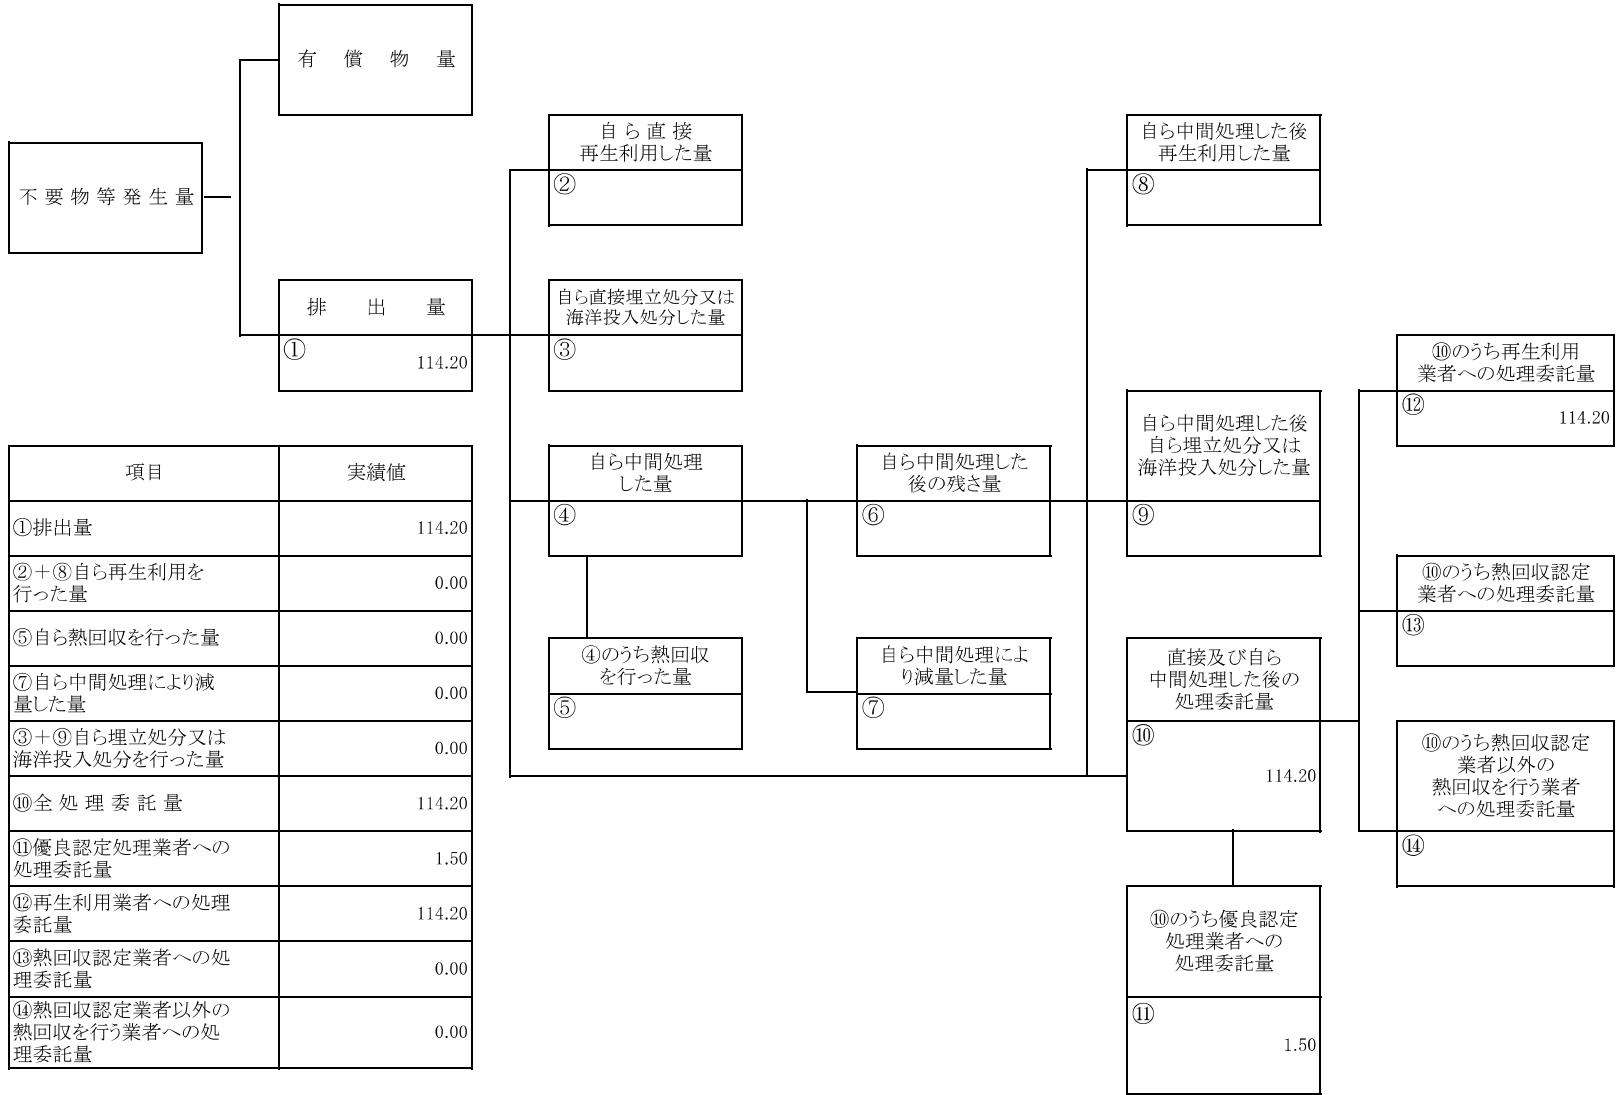 有償物量
不要物等発生量
排出量
①
114.20
自ら直接
再生利用した量
②
自ら直接埋立処分又は
海洋投入処分した量
③
自ら中間処理
した量
④
④のうち熱回収
を行った量
⑤
自ら中間処理した
後の残さ量
⑥
自ら中間処理によ
り減量した量
⑦
自ら中間処理した後
再生利用した量
⑧
自ら中間処理した後
自ら埋立処分又は
海洋投入処分した量
⑨
直接及び自ら
中間処理した後の
処理委託量
⑩
114.20
⑩のうち優良認定
処理業者への
処理委託量
⑪
1.50
⑩のうち再生利用
業者への処理委託量
⑫
114.20
⑩のうち熱回収認定
業者への処理委託量
⑬
⑩のうち熱回収認定
業者以外の
熱回収を行う業者
への処理委託量
⑭
項目 実績値
①排出量 114.20
②＋⑧自ら再生利用を
行った量 0.00
⑤自ら熱回収を行った量 0.00
⑦自ら中間処理により減
量した量 0.00
③＋⑨自ら埋立処分又は
海洋投入処分を行った量 0.00
⑩全処理委託量 114.20
⑪優良認定処理業者への
処理委託量 1.50
⑫再生利用業者への処理
委託量 114.20
⑬熱回収認定業者への処
理委託量 0.00
⑭熱回収認定業者以外の
熱回収を行う業者への処
理委託量 0.00